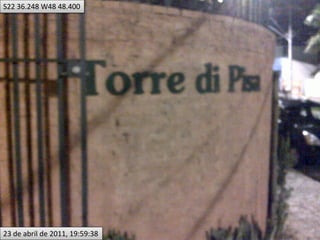 S22 36.248 W48 48.400
Torre di Pisa
23 de abril de 2011, 19:59:38